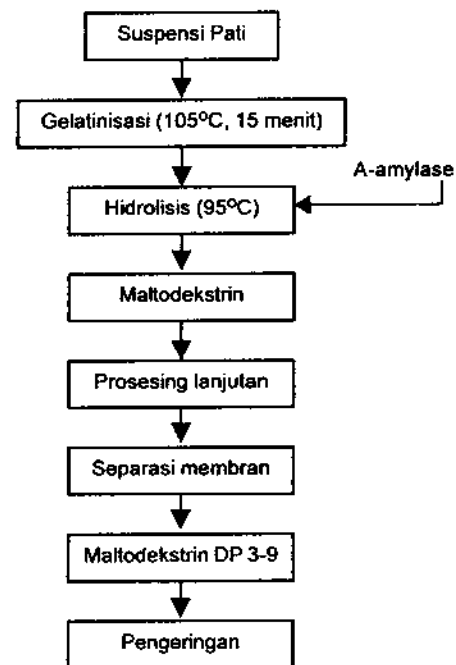 Suspensi Pati
Gelatinisasi (105°C, 15 menit)
A-amylase
Hidrolisis (95°C)
Maltodekstrin
Prosesing lanjutan
Separasi membran
Maltodekstrin DP 3-9
Pengeringan